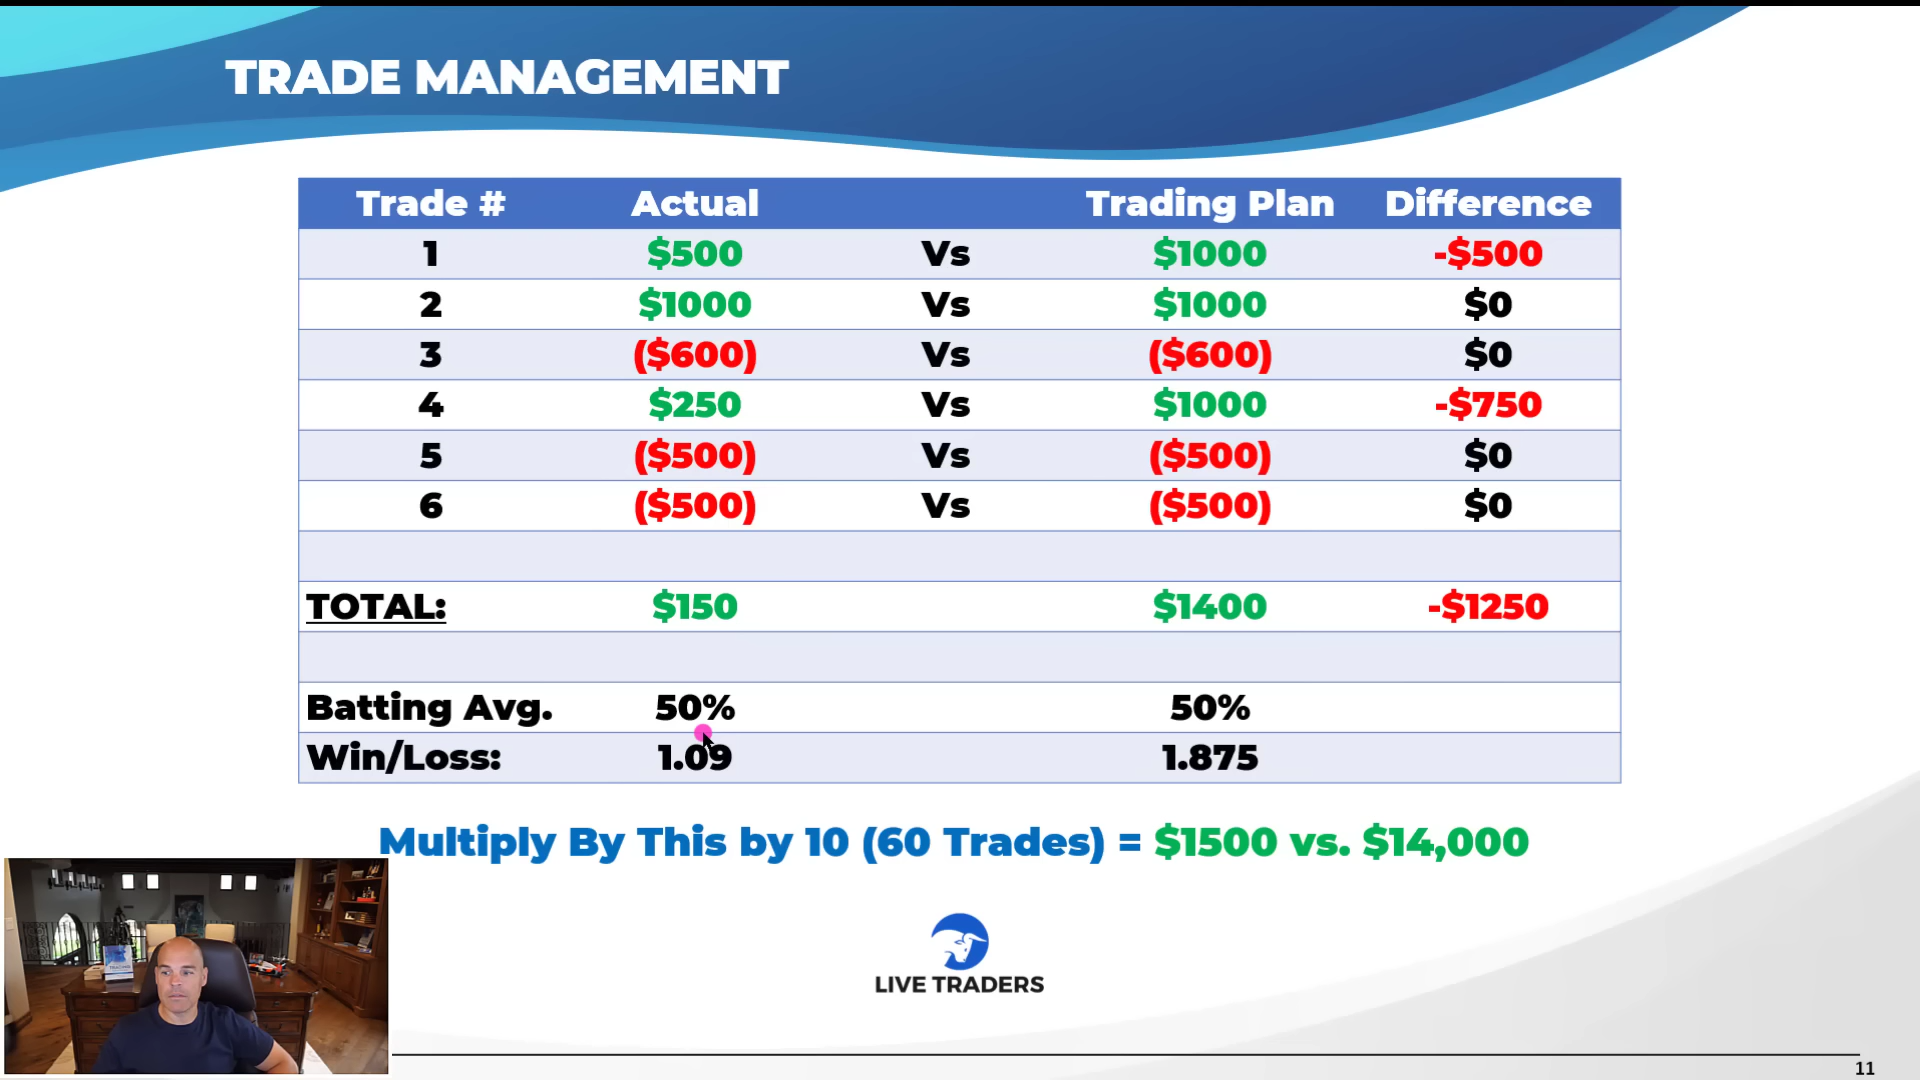 TRADE MANAGEMENT
Trade # Actual Trading Plan Difference
1 $500 Vs $1000 -$500
2 $1000 Vs $1000 $0
3 ($600) Vs ($600) $0
4 $250 Vs $1000 -$750
5 ($500) Vs ($500) $0
6 ($500) Vs ($500) $0
TOTAL: $150 $1400 -$1250
Batting Avg. 50% 50%
Win/Loss: 1.09 1.875
Multiply By This by 10 (60 Trades) = $1500 vs. $14,000
LIVE TRADERS
11